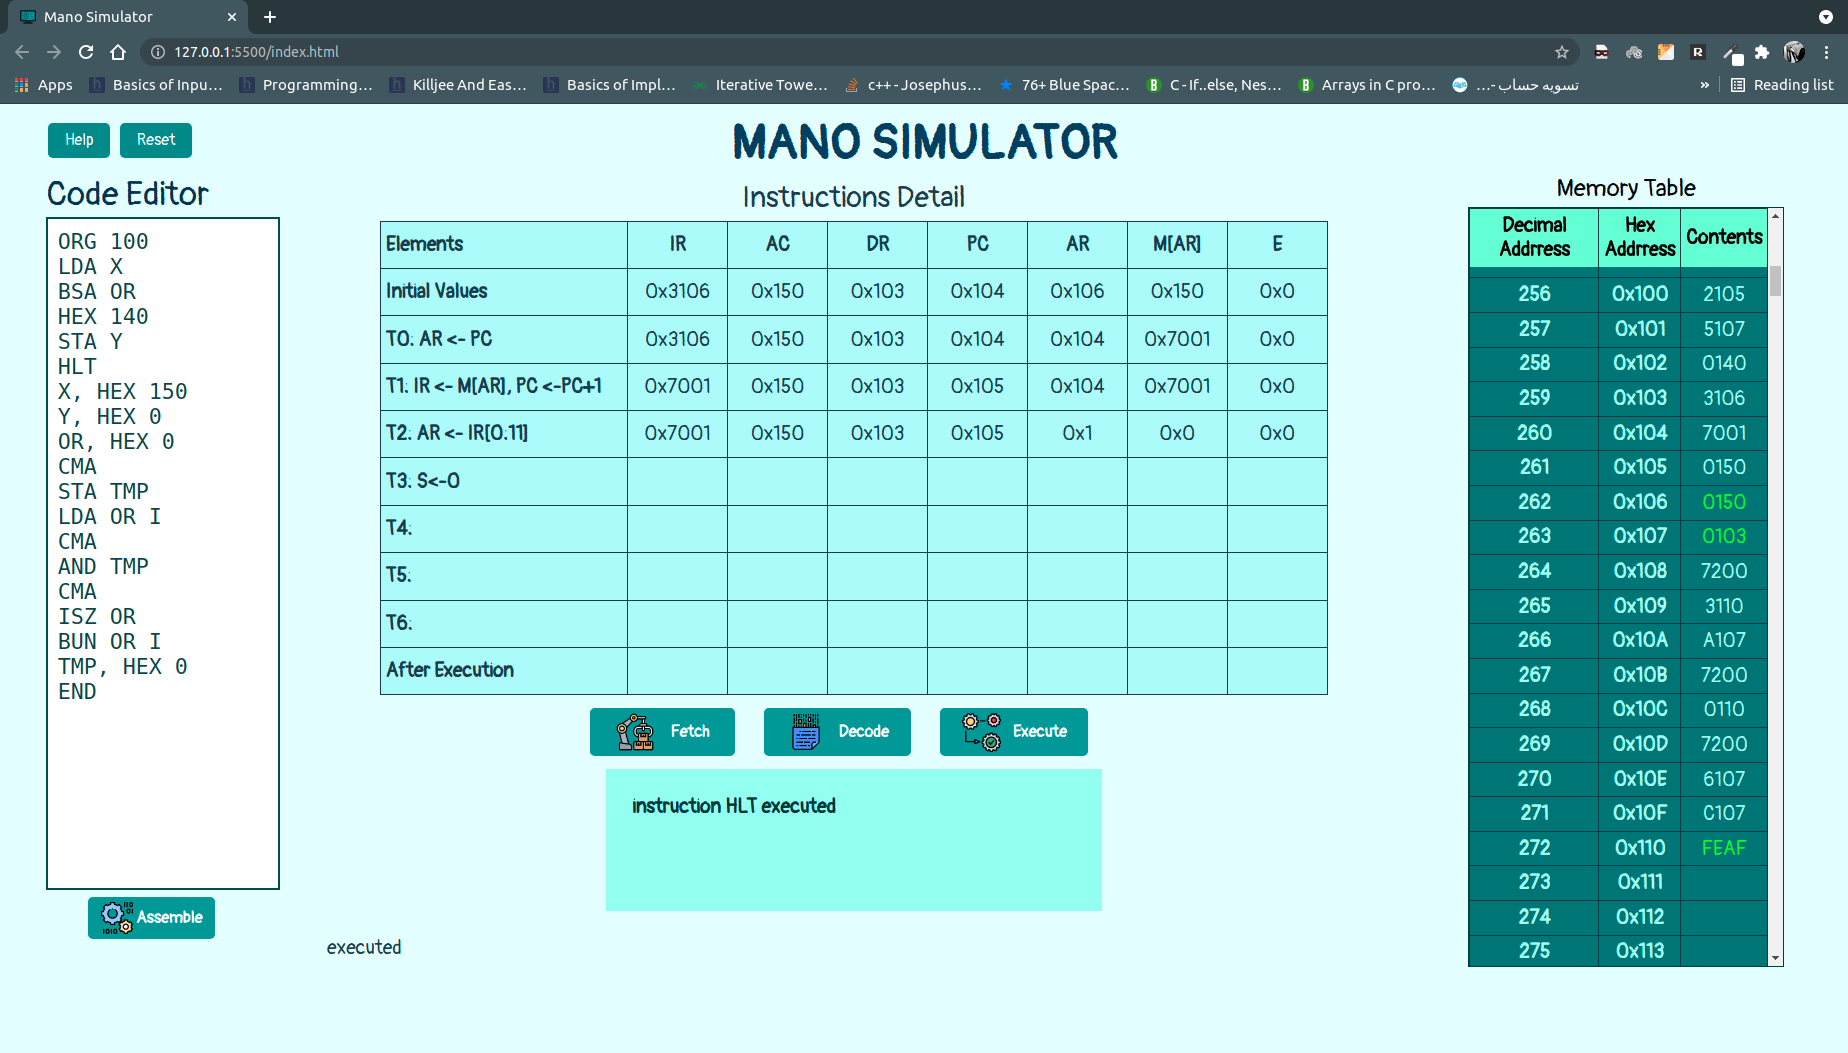 Mano Simulator
127.0.0.1:5500/index.html
Apps Basics of Inpu… Programming… Killjee And Eas… Basics of Impl… Iterative Towe… c++ - Josephus… 76+ Blue Spac… C - If..else, Nes… Arrays in C pro… تسویه حساب -… » Reading list
Help Reset
MANO SIMULATOR
Code Editor
ORG 100
LDA X
BSA OR
HEX 140
STA Y
HLT
X, HEX 150
Y, HEX 0
OR, HEX 0
CMA
STA TMP
LDA OR I
CMA
AND TMP
CMA
ISZ OR
BUN OR I
TMP, HEX 0
END
Assemble
Instructions Detail
Elements IR AC DR PC AR M[AR] E
Initial Values 0x3106 0x150 0x103 0x104 0x106 0x150 0x0
T0: AR <- PC 0x3106 0x150 0x103 0x104 0x104 0x7001 0x0
T1: IR <- M[AR], PC <-PC+1 0x7001 0x150 0x103 0x105 0x104 0x7001 0x0
T2: AR <- IR[0:11] 0x7001 0x150 0x103 0x105 0x1 0x0 0x0
T3: S<-0
T4:
T5:
T6:
After Execution
Fetch Decode Execute
instruction HLT executed
executed
Memory Table
Decimal Addrress Hex Addrress Contents
256 0x100 2105
257 0x101 5107
258 0x102 0140
259 0x103 3106
260 0x104 7001
261 0x105 0150
262 0x106 0150
263 0x107 0103
264 0x108 7200
265 0x109 3110
266 0x10A A107
267 0x10B 7200
268 0x10C 0110
269 0x10D 7200
270 0x10E 6107
271 0x10F C107
272 0x110 FEAF
273 0x111
274 0x112
275 0x113